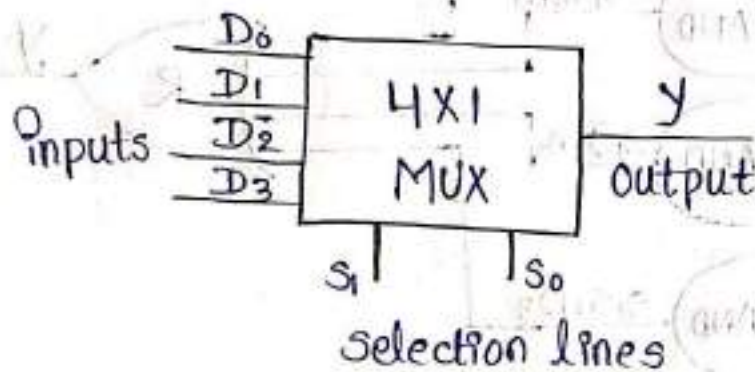 D0
D1
D2
D3
inputs
4X1
MUX
y
output
S1
S0
selection lines